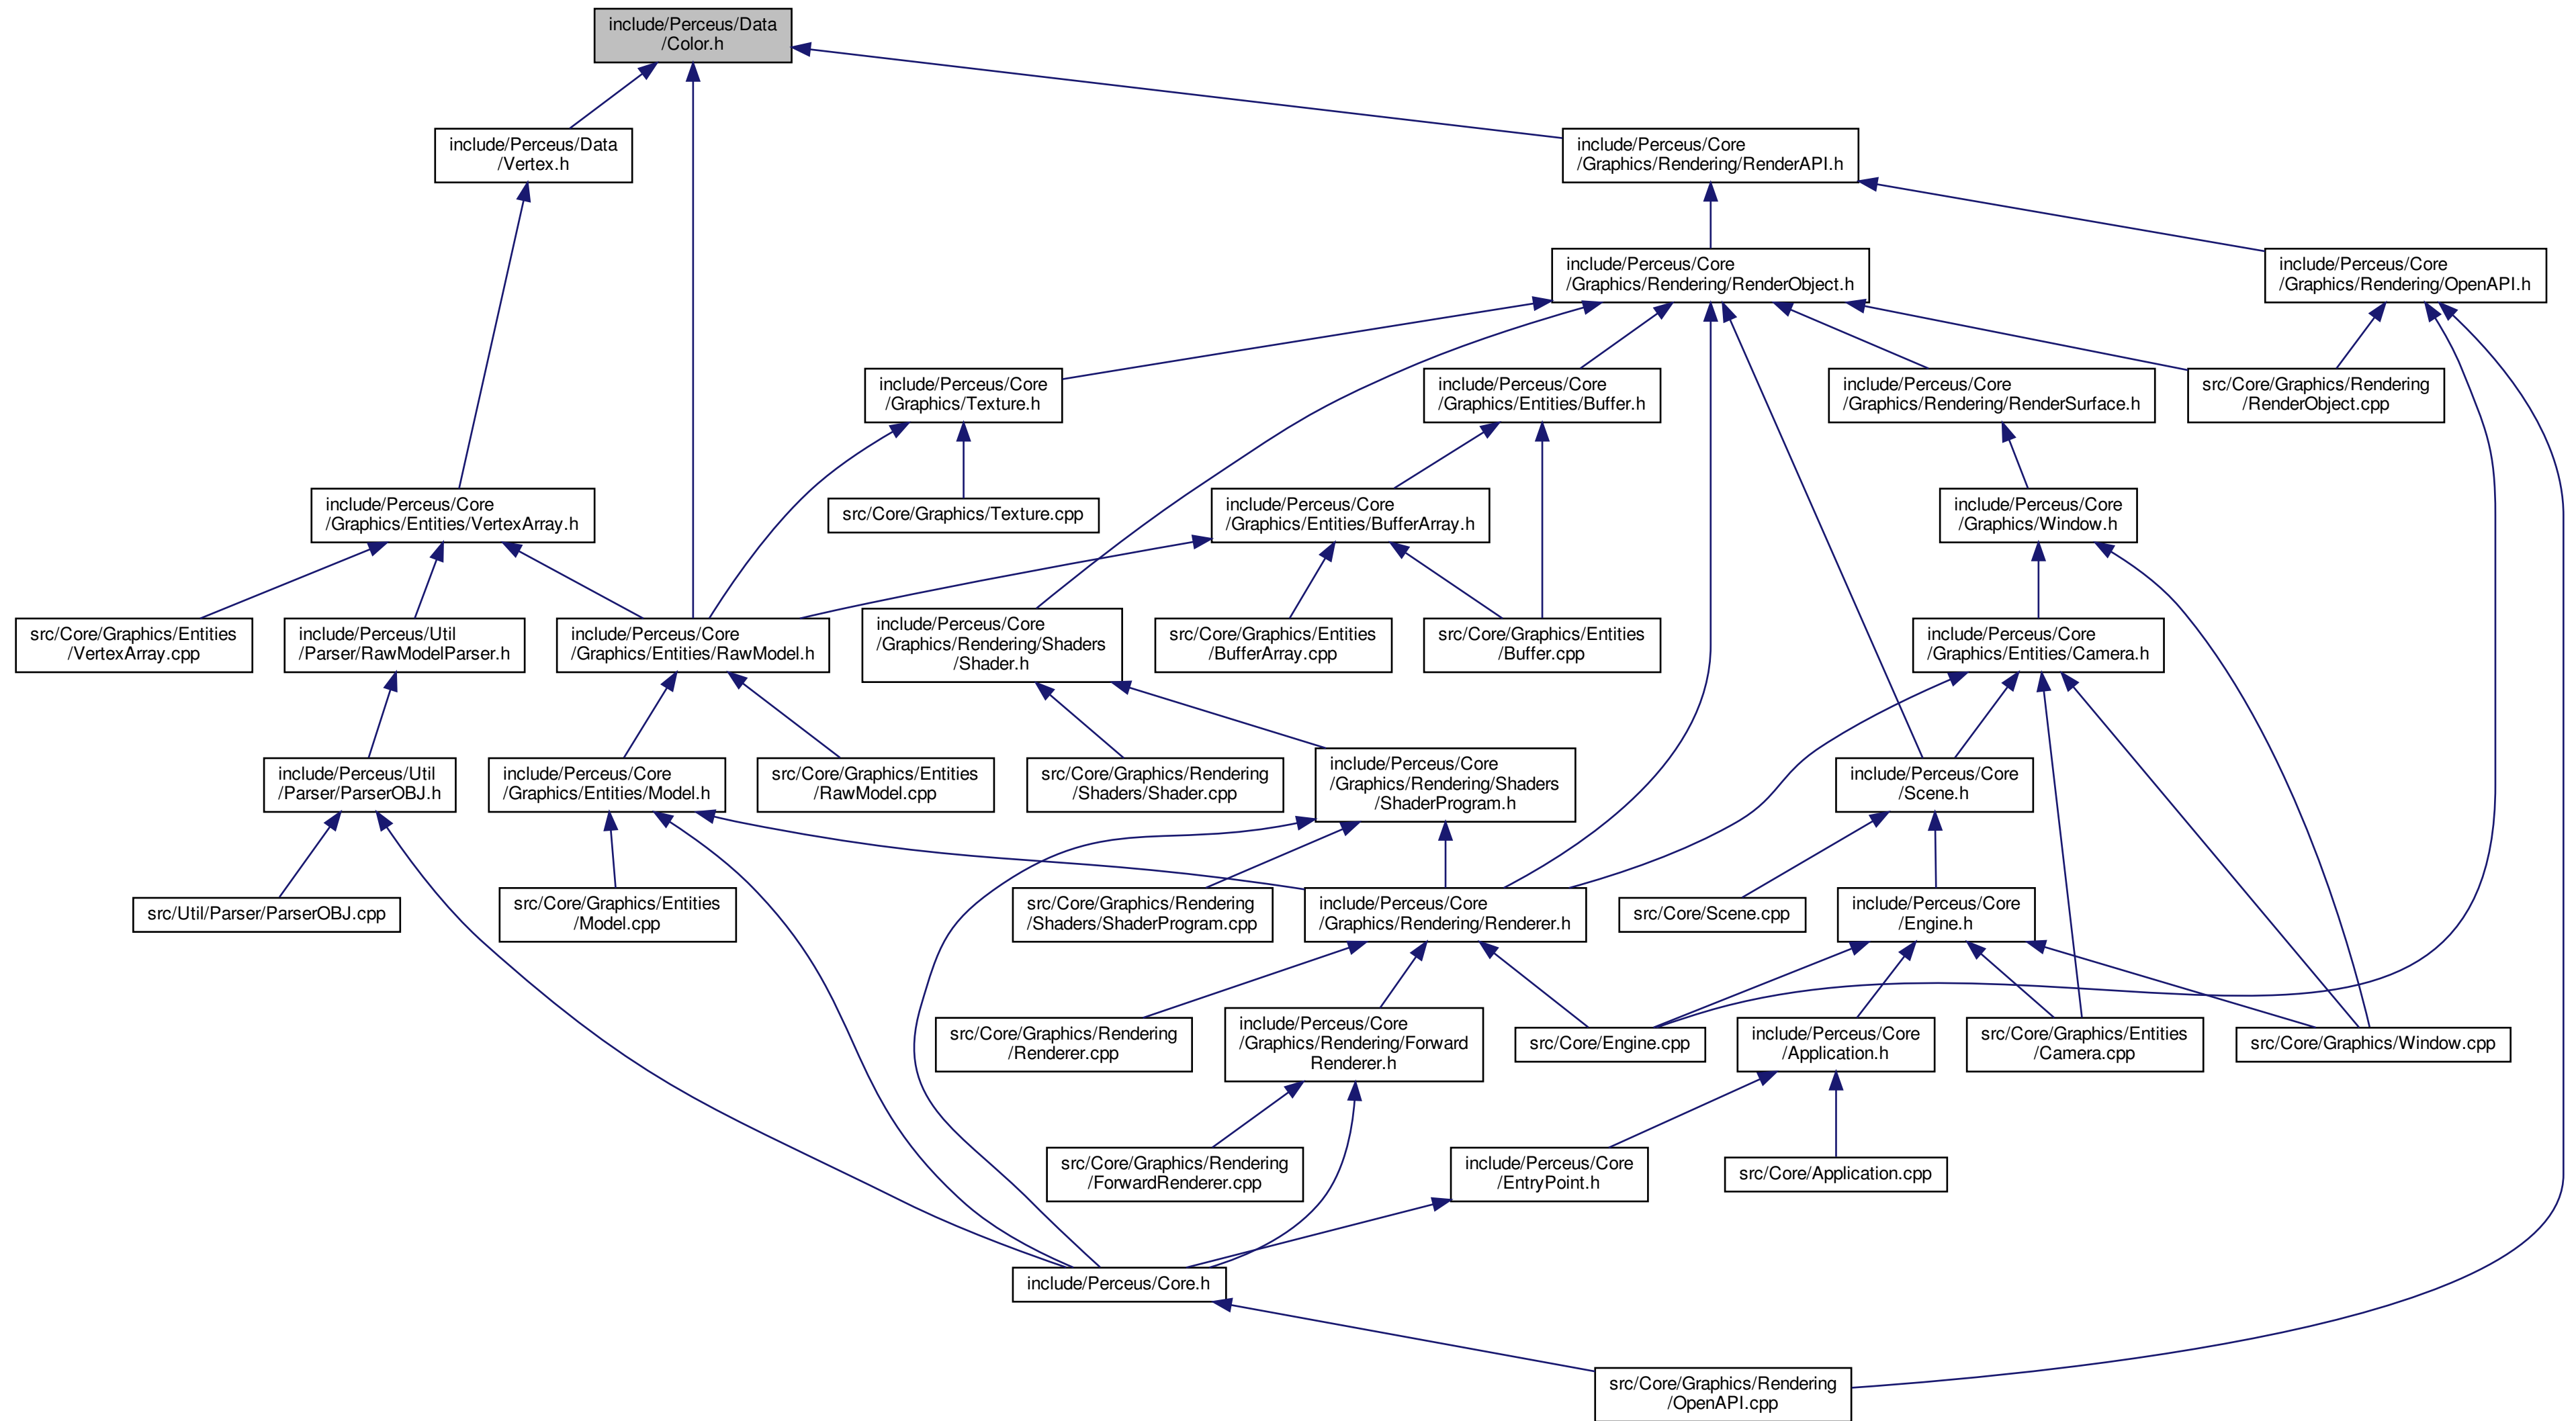 include/Perceus/Data
/Color.h
include/Perceus/Data
/Vertex.h
include/Perceus/Core
/Graphics/Rendering/RenderAPI.h
include/Perceus/Core
/Graphics/Rendering/RenderObject.h
include/Perceus/Core
/Graphics/Rendering/OpenAPI.h
include/Perceus/Core
/Graphics/Texture.h
include/Perceus/Core
/Graphics/Entities/Buffer.h
include/Perceus/Core
/Graphics/Rendering/RenderSurface.h
src/Core/Graphics/Rendering
/RenderObject.cpp
include/Perceus/Core
/Graphics/Entities/VertexArray.h
src/Core/Graphics/Texture.cpp
include/Perceus/Core
/Graphics/Entities/BufferArray.h
include/Perceus/Core
/Graphics/Window.h
src/Core/Graphics/Entities
/VertexArray.cpp
include/Perceus/Util
/Parser/RawModelParser.h
include/Perceus/Core
/Graphics/Entities/RawModel.h
include/Perceus/Core
/Graphics/Rendering/Shaders
/Shader.h
src/Core/Graphics/Entities
/BufferArray.cpp
src/Core/Graphics/Entities
/Buffer.cpp
include/Perceus/Core
/Graphics/Entities/Camera.h
include/Perceus/Util
/Parser/ParserOBJ.h
include/Perceus/Core
/Graphics/Entities/Model.h
src/Core/Graphics/Entities
/RawModel.cpp
src/Core/Graphics/Rendering
/Shaders/Shader.cpp
include/Perceus/Core
/Graphics/Rendering/Shaders
/ShaderProgram.h
include/Perceus/Core
/Scene.h
src/Util/Parser/ParserOBJ.cpp
src/Core/Graphics/Entities
/Model.cpp
src/Core/Graphics/Rendering
/Shaders/ShaderProgram.cpp
include/Perceus/Core
/Graphics/Rendering/Renderer.h
src/Core/Scene.cpp
include/Perceus/Core
/Engine.h
src/Core/Graphics/Rendering
/Renderer.cpp
include/Perceus/Core
/Graphics/Rendering/Forward
Renderer.h
src/Core/Engine.cpp
include/Perceus/Core
/Application.h
src/Core/Graphics/Entities
/Camera.cpp
src/Core/Graphics/Window.cpp
src/Core/Graphics/Rendering
/ForwardRenderer.cpp
include/Perceus/Core
/EntryPoint.h
src/Core/Application.cpp
include/Perceus/Core.h
src/Core/Graphics/Rendering
/OpenAPI.cpp